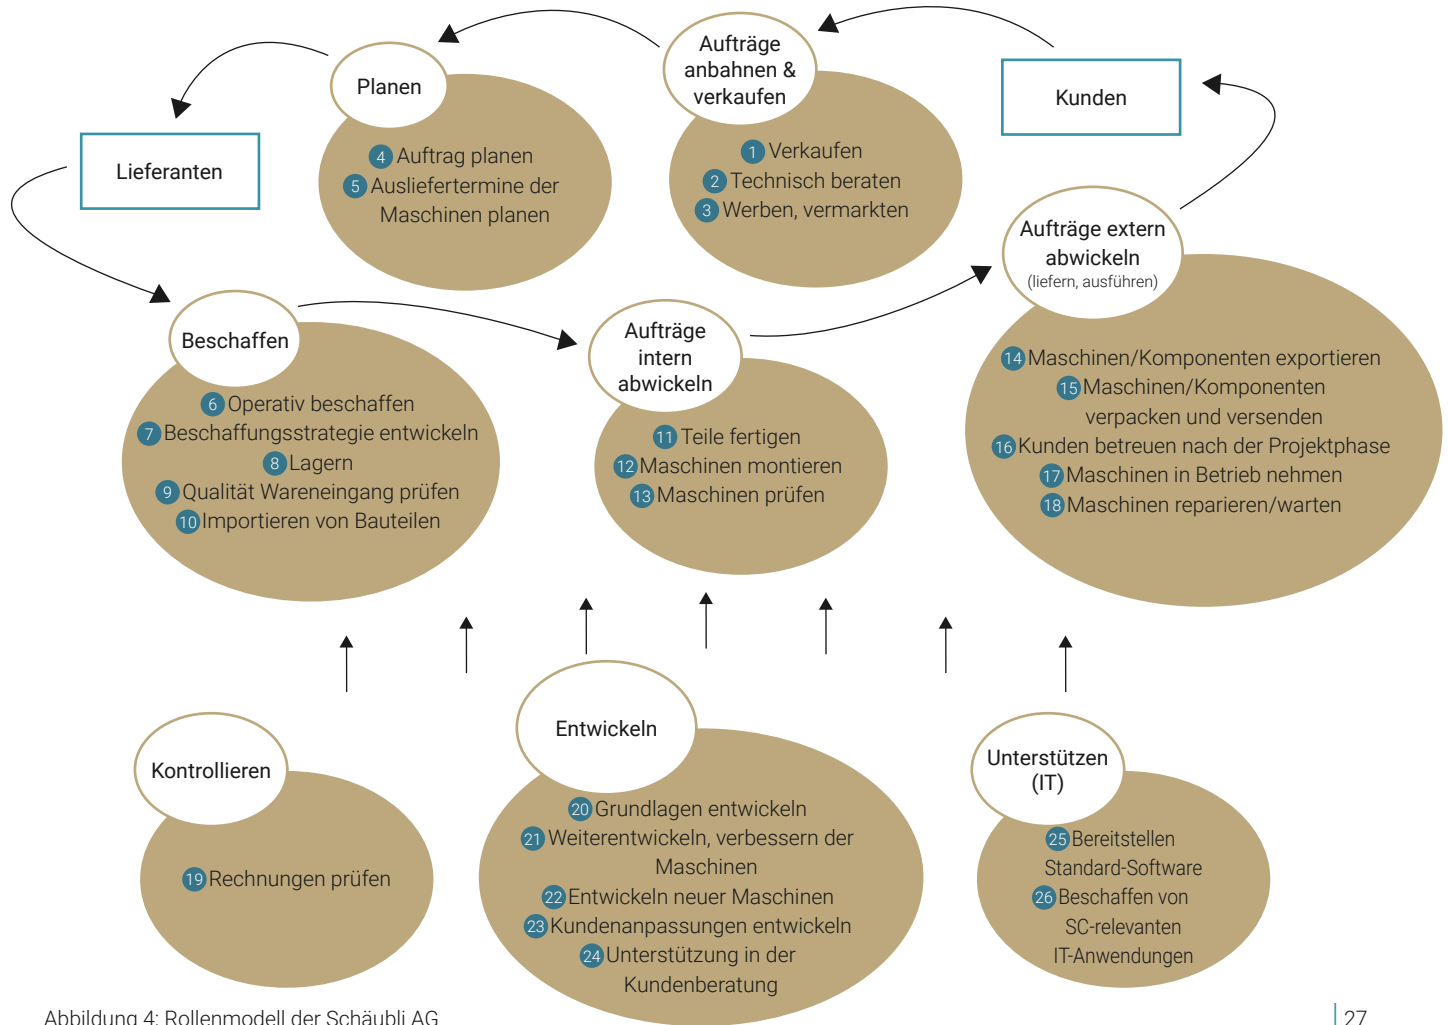 Aufträge
anbahnen &
verkaufen
1 Verkaufen
2 Technisch beraten
3 Werben, vermarkten
Planen
4 Auftrag planen
5 Ausliefertermine der
Maschinen planen
Kunden
Lieferanten
Aufträge extern
abwickeln
(liefern, ausführen)
14 Maschinen/Komponenten exportieren
15 Maschinen/Komponenten
verpacken und versenden
16 Kunden betreuen nach der Projektphase
17 Maschinen in Betrieb nehmen
18 Maschinen reparieren/warten
Beschaffen
6 Operativ beschaffen
7 Beschaffungsstrategie entwickeln
8 Lagern
9 Qualität Wareneingang prüfen
10 Importieren von Bauteilen
Aufträge
intern
abwickeln
11 Teile fertigen
12 Maschinen montieren
13 Maschinen prüfen
Kontrollieren
19 Rechnungen prüfen
Entwickeln
20 Grundlagen entwickeln
21 Weiterentwickeln, verbessern der
Maschinen
22 Entwickeln neuer Maschinen
23 Kundenanpassungen entwickeln
24 Unterstützung in der
Kundenberatung
Unterstützen
(IT)
25 Bereitstellen
Standard-Software
26 Beschaffen von
SC-relevanten
IT-Anwendungen
Abbildung 4: Rollenmodell der Schäubli AG
27